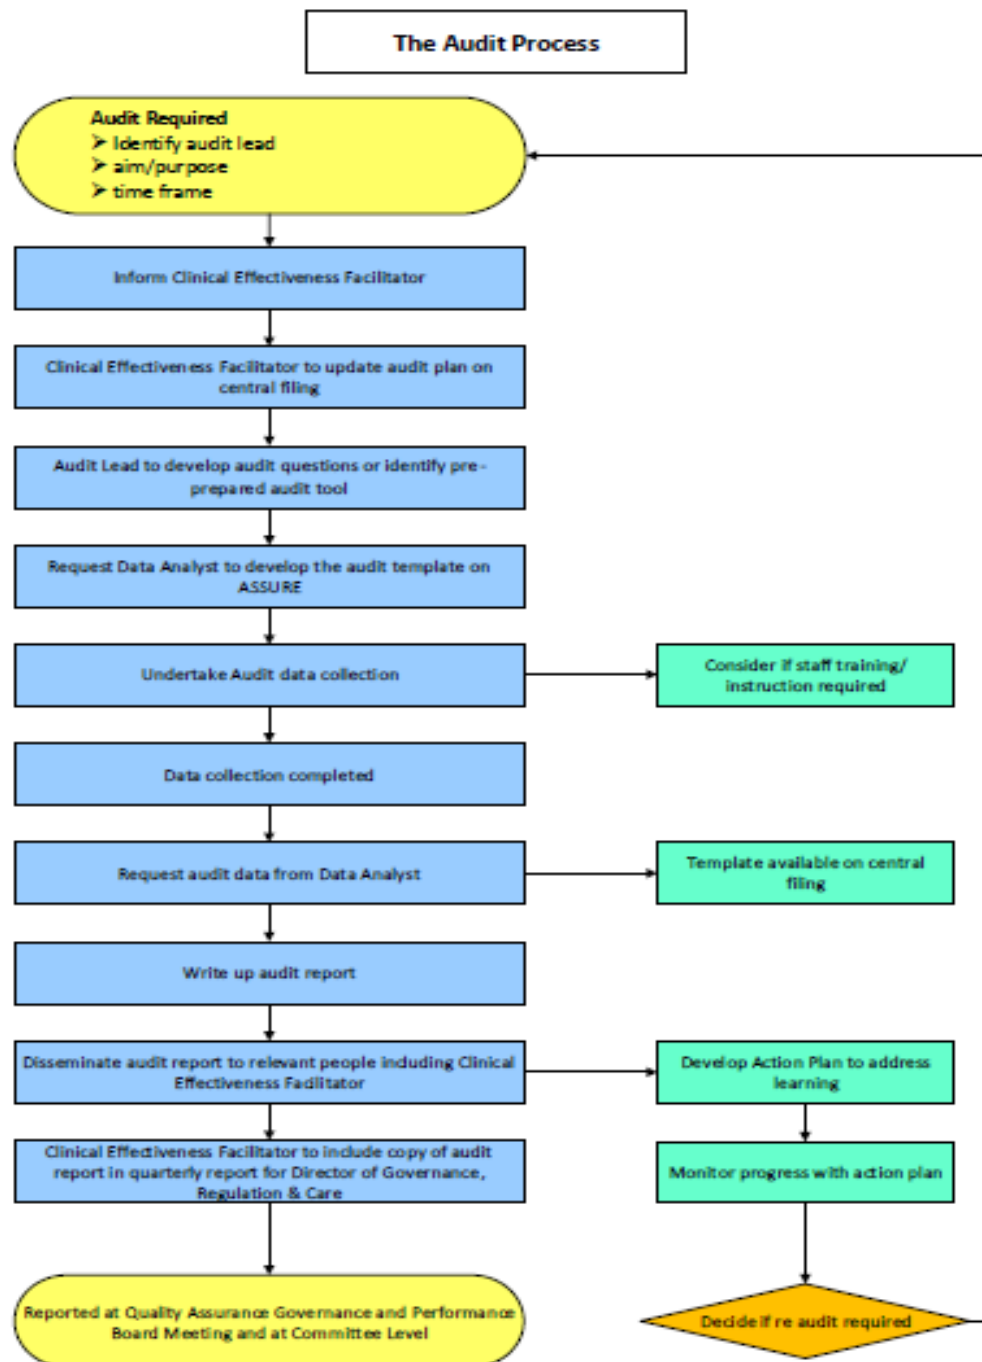 The Audit Process
Audit Required
➤ Identify audit lead
➤ aim/purpose
➤ time frame
Inform Clinical Effectiveness Facilitator
Clinical Effectiveness Facilitator to update audit plan on
central filing
Audit Lead to develop audit questions or identify pre-
prepared audit tool
Request Data Analyst to develop the audit template on
ASSURE
Undertake Audit data collection
Consider if staff training/
instruction required
Data collection completed
Request audit data from Data Analyst
Template available on central
filing
Write up audit report
Disseminate audit report to relevant people including Clinical
Effectiveness Facilitator
Develop Action Plan to address
learning
Clinical Effectiveness Facilitator to include copy of audit
report in quarterly report for Director of Governance,
Regulation & Care
Monitor progress with action plan
Reported at Quality Assurance Governance and Performance
Board Meeting and at Committee Level
Decide if re audit required